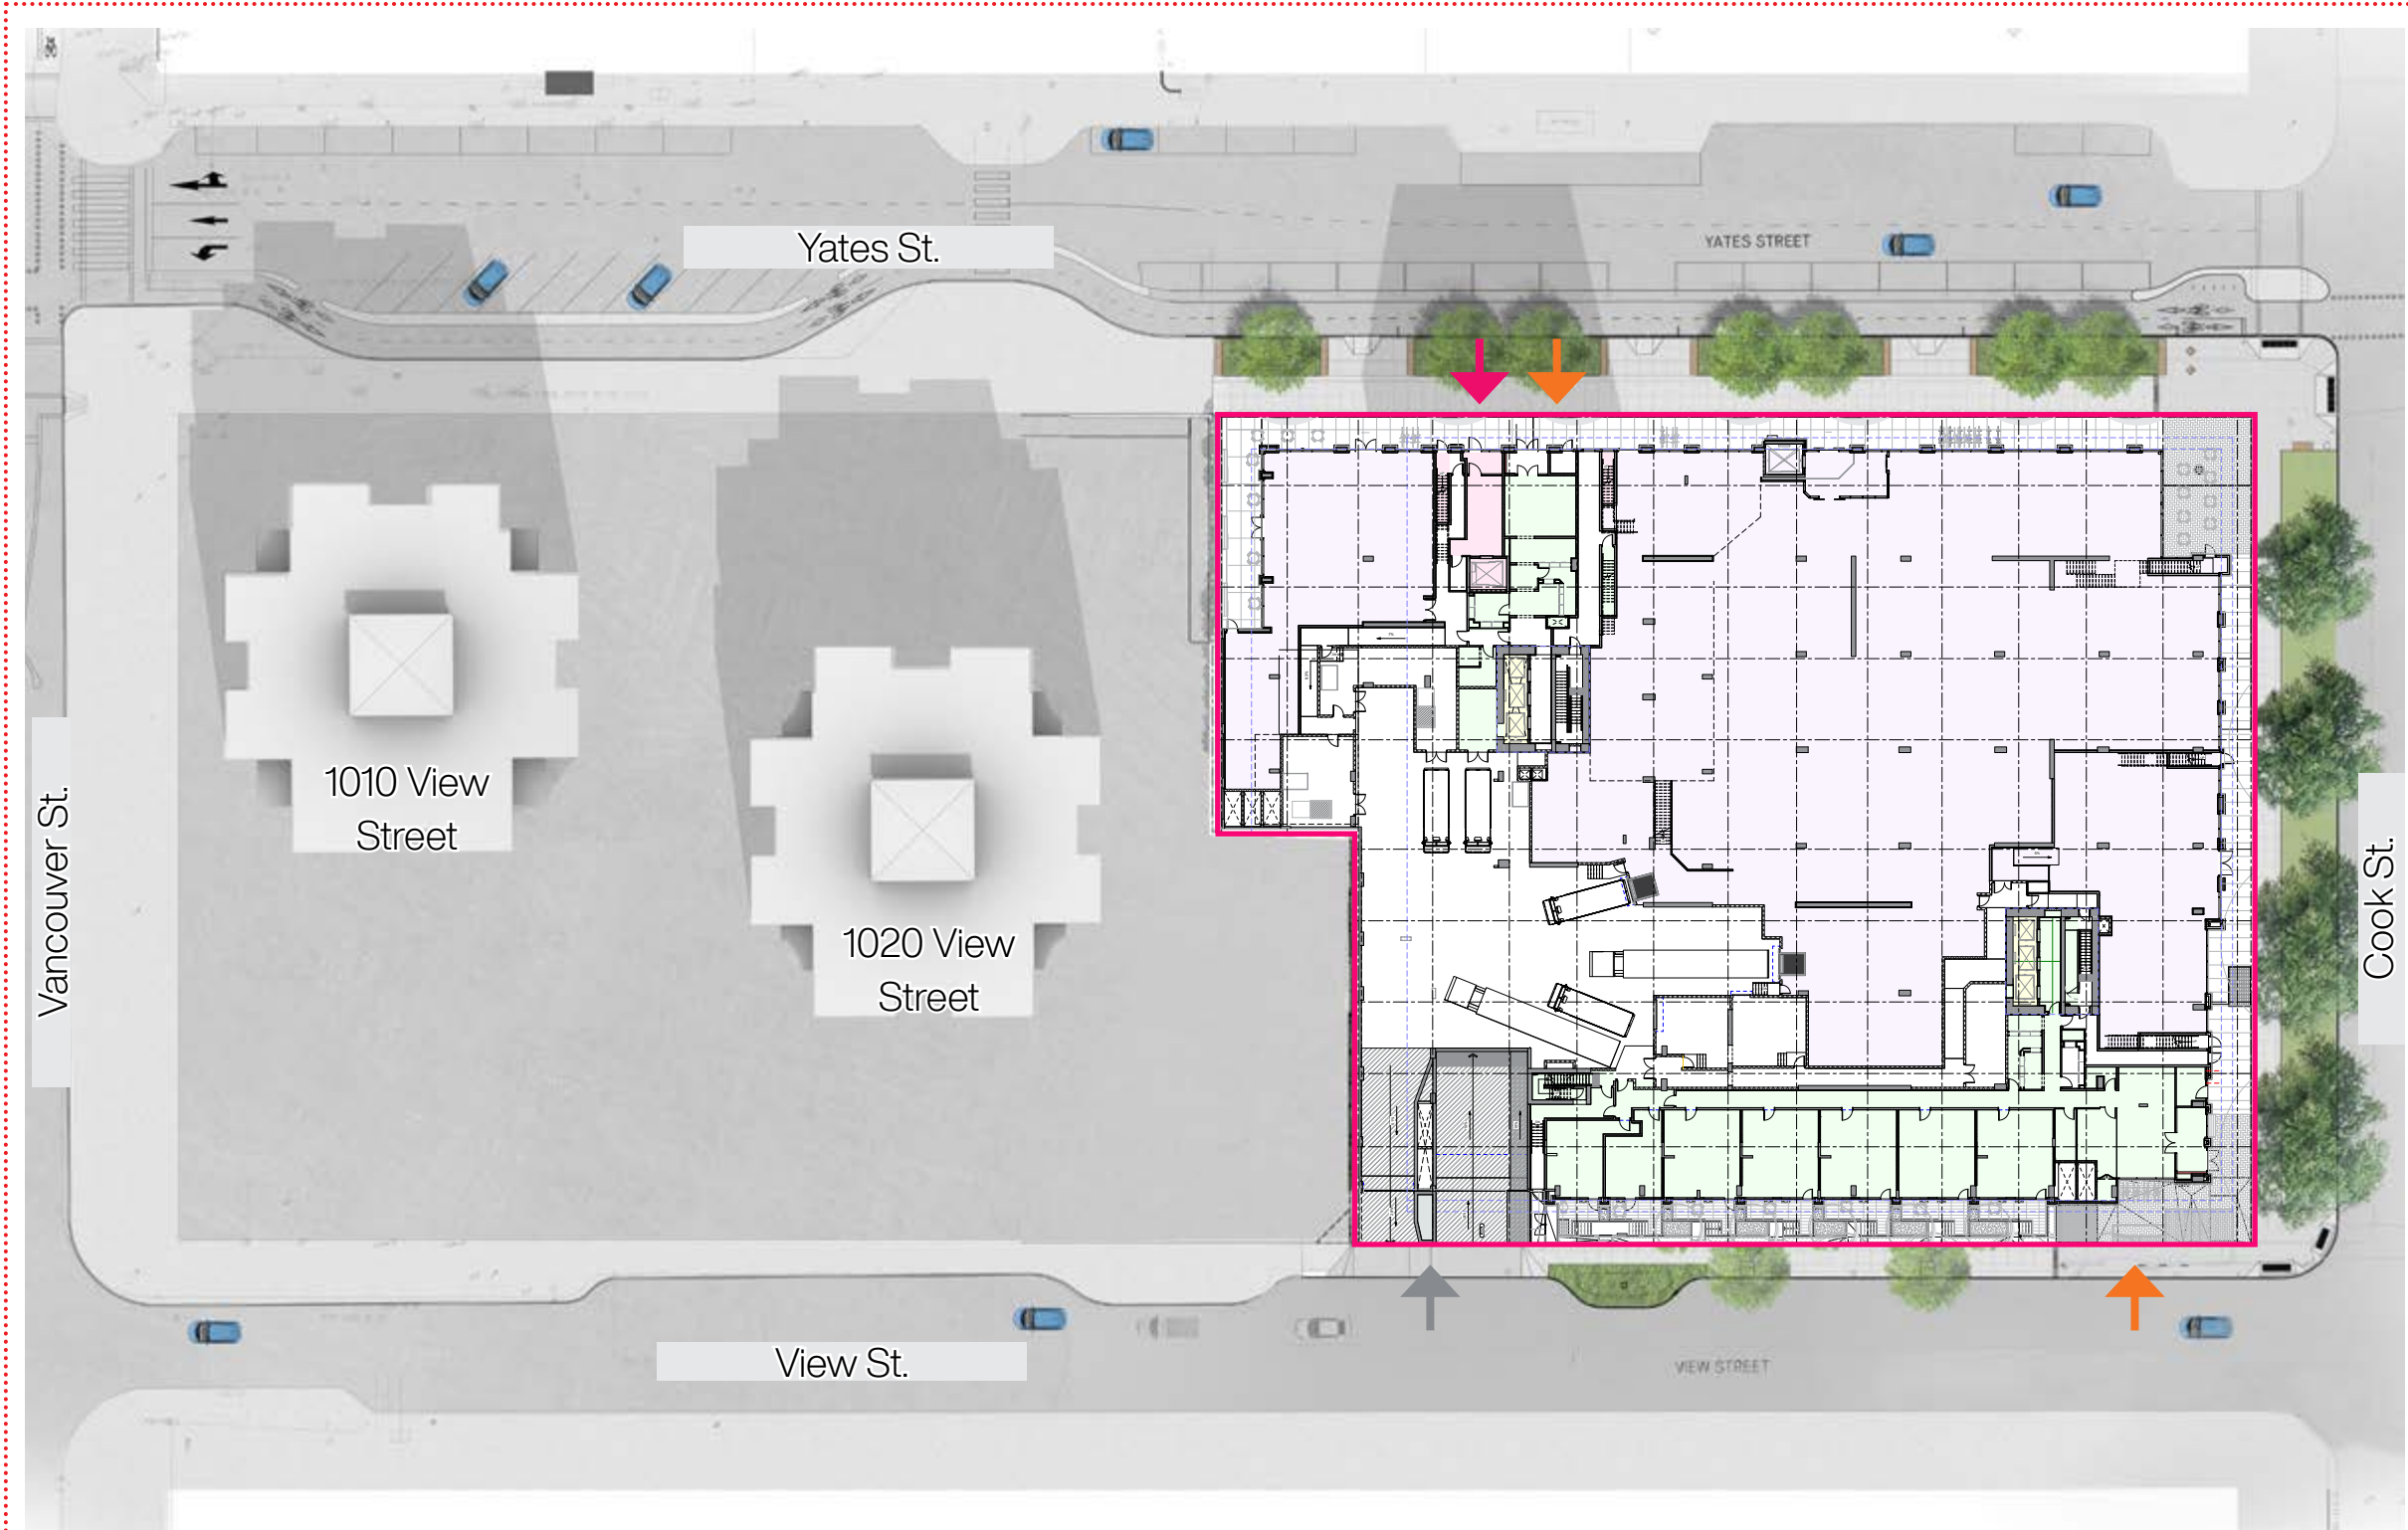 Yates St.
YATES STREET
1010 View
Street
1020 View
Street
Vancouver St.
Cook St.
View St.
VIEW STREET